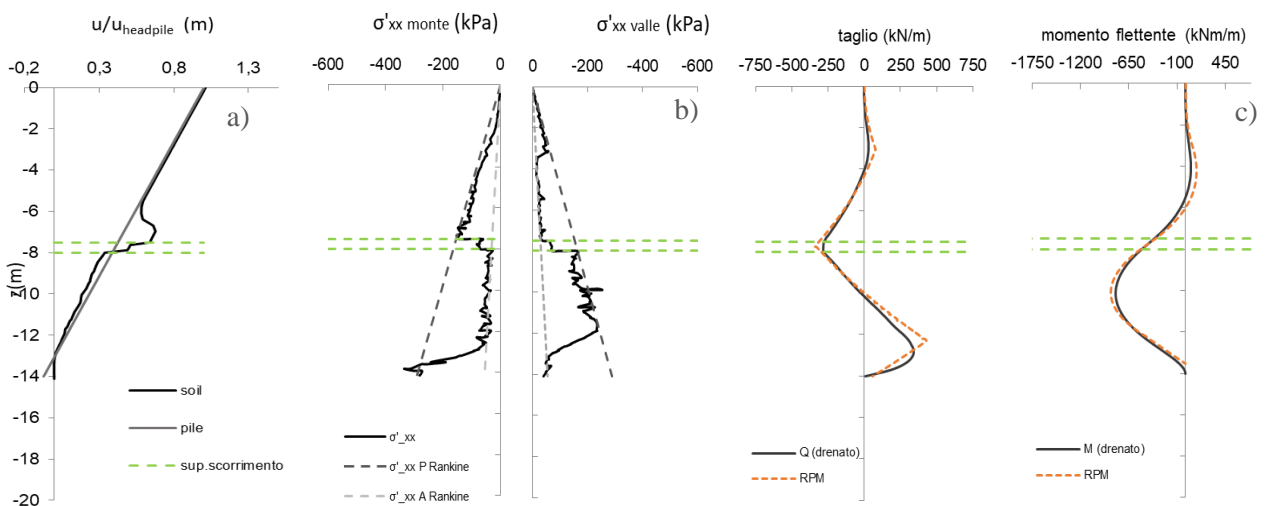 u/u_headpile (m)
-0,2 0,3 0,8 1,3
0
-2
-4
-6
-8
-10
-12
-14
-16
-18
-20
z(m)
a)
soil
pile
sup.scorrimento
σ'xx monte (kPa)
-600 -400 -200 0
σ'xx valle (kPa)
0 -200 -400 -600
b)
σ'_xx
σ'_xx P Rankine
σ'_xx A Rankine
taglio (kN/m)
-750 -500 -250 0 250 500 750
Q (drenato)
RPM
momento flettente (kNm/m)
-1750 -1200 -650 -100 450
c)
M (drenato)
RPM